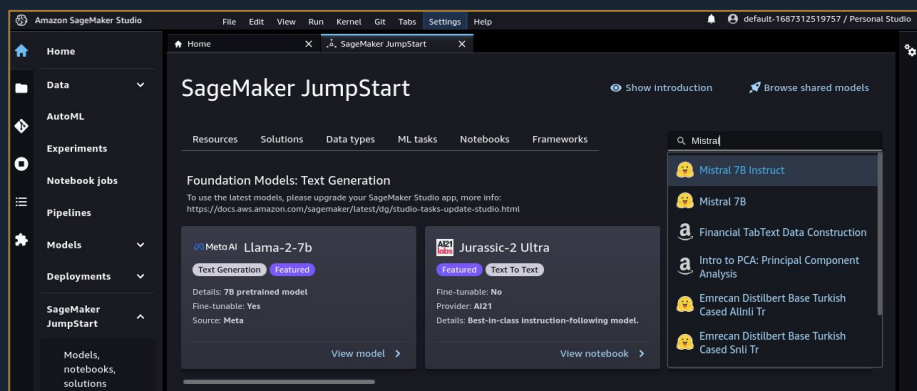 Amazon SageMaker Studio
File Edit View Run Kernel Git Tabs Settings Help
default-1687312519757 / Personal Studio
Home
Data
AutoML
Experiments
Notebook jobs
Pipelines
Models
Deployments
SageMaker
JumpStart
Models,
notebooks,
solutions
Home
SageMaker JumpStart
SageMaker JumpStart
Show introduction
Browse shared models
Resources Solutions Data types ML tasks Notebooks Frameworks
Mistral
Mistral 7B Instruct
Mistral 7B
Financial TabText Data Construction
Intro to PCA: Principal Component
Analysis
Emrecan Distilbert Base Turkish
Cased Allnli Tr
Emrecan Distilbert Base Turkish
Cased Snli Tr
Foundation Models: Text Generation
To use the latest models, please upgrade your SageMaker Studio app, more info:
https://docs.aws.amazon.com/sagemaker/latest/dg/studio-tasks-update-studio.html
Meta AI Llama-2-7b
Text Generation Featured
Details: 7B pretrained model
Fine-tunable: Yes
Source: Meta
View model
AI21 labs Jurassic-2 Ultra
Featured Text To Text
Fine-tunable: No
Provider: AI21
Details: Best-in-class instruction-following model.
View notebook